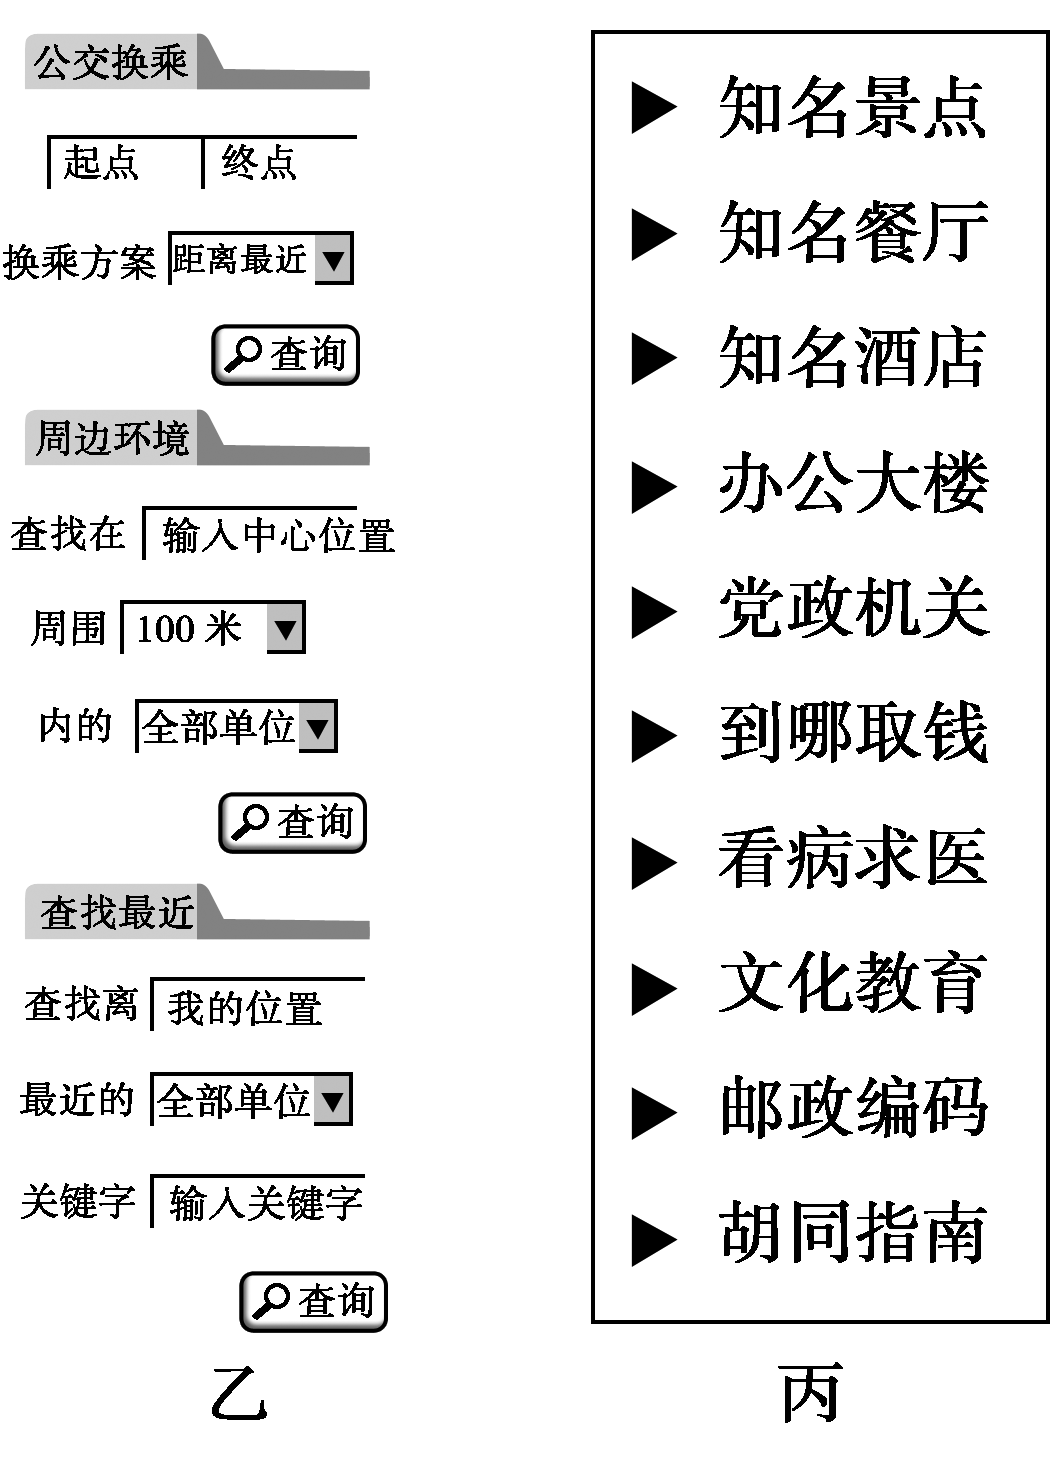 公交换乘
起点 终点
换乘方案 距离最近 ▼
查询
周边环境
查找在 输入中心位置
周围 100 米 ▼
内的 全部单位 ▼
查询
查找最近
查找离 我的位置
最近的 全部单位 ▼
关键字 输入关键字
查询
乙
▶ 知名景点
▶ 知名餐厅
▶ 知名酒店
▶ 办公大楼
▶ 党政机关
▶ 到哪取钱
▶ 看病求医
▶ 文化教育
▶ 邮政编码
▶ 胡同指南
丙